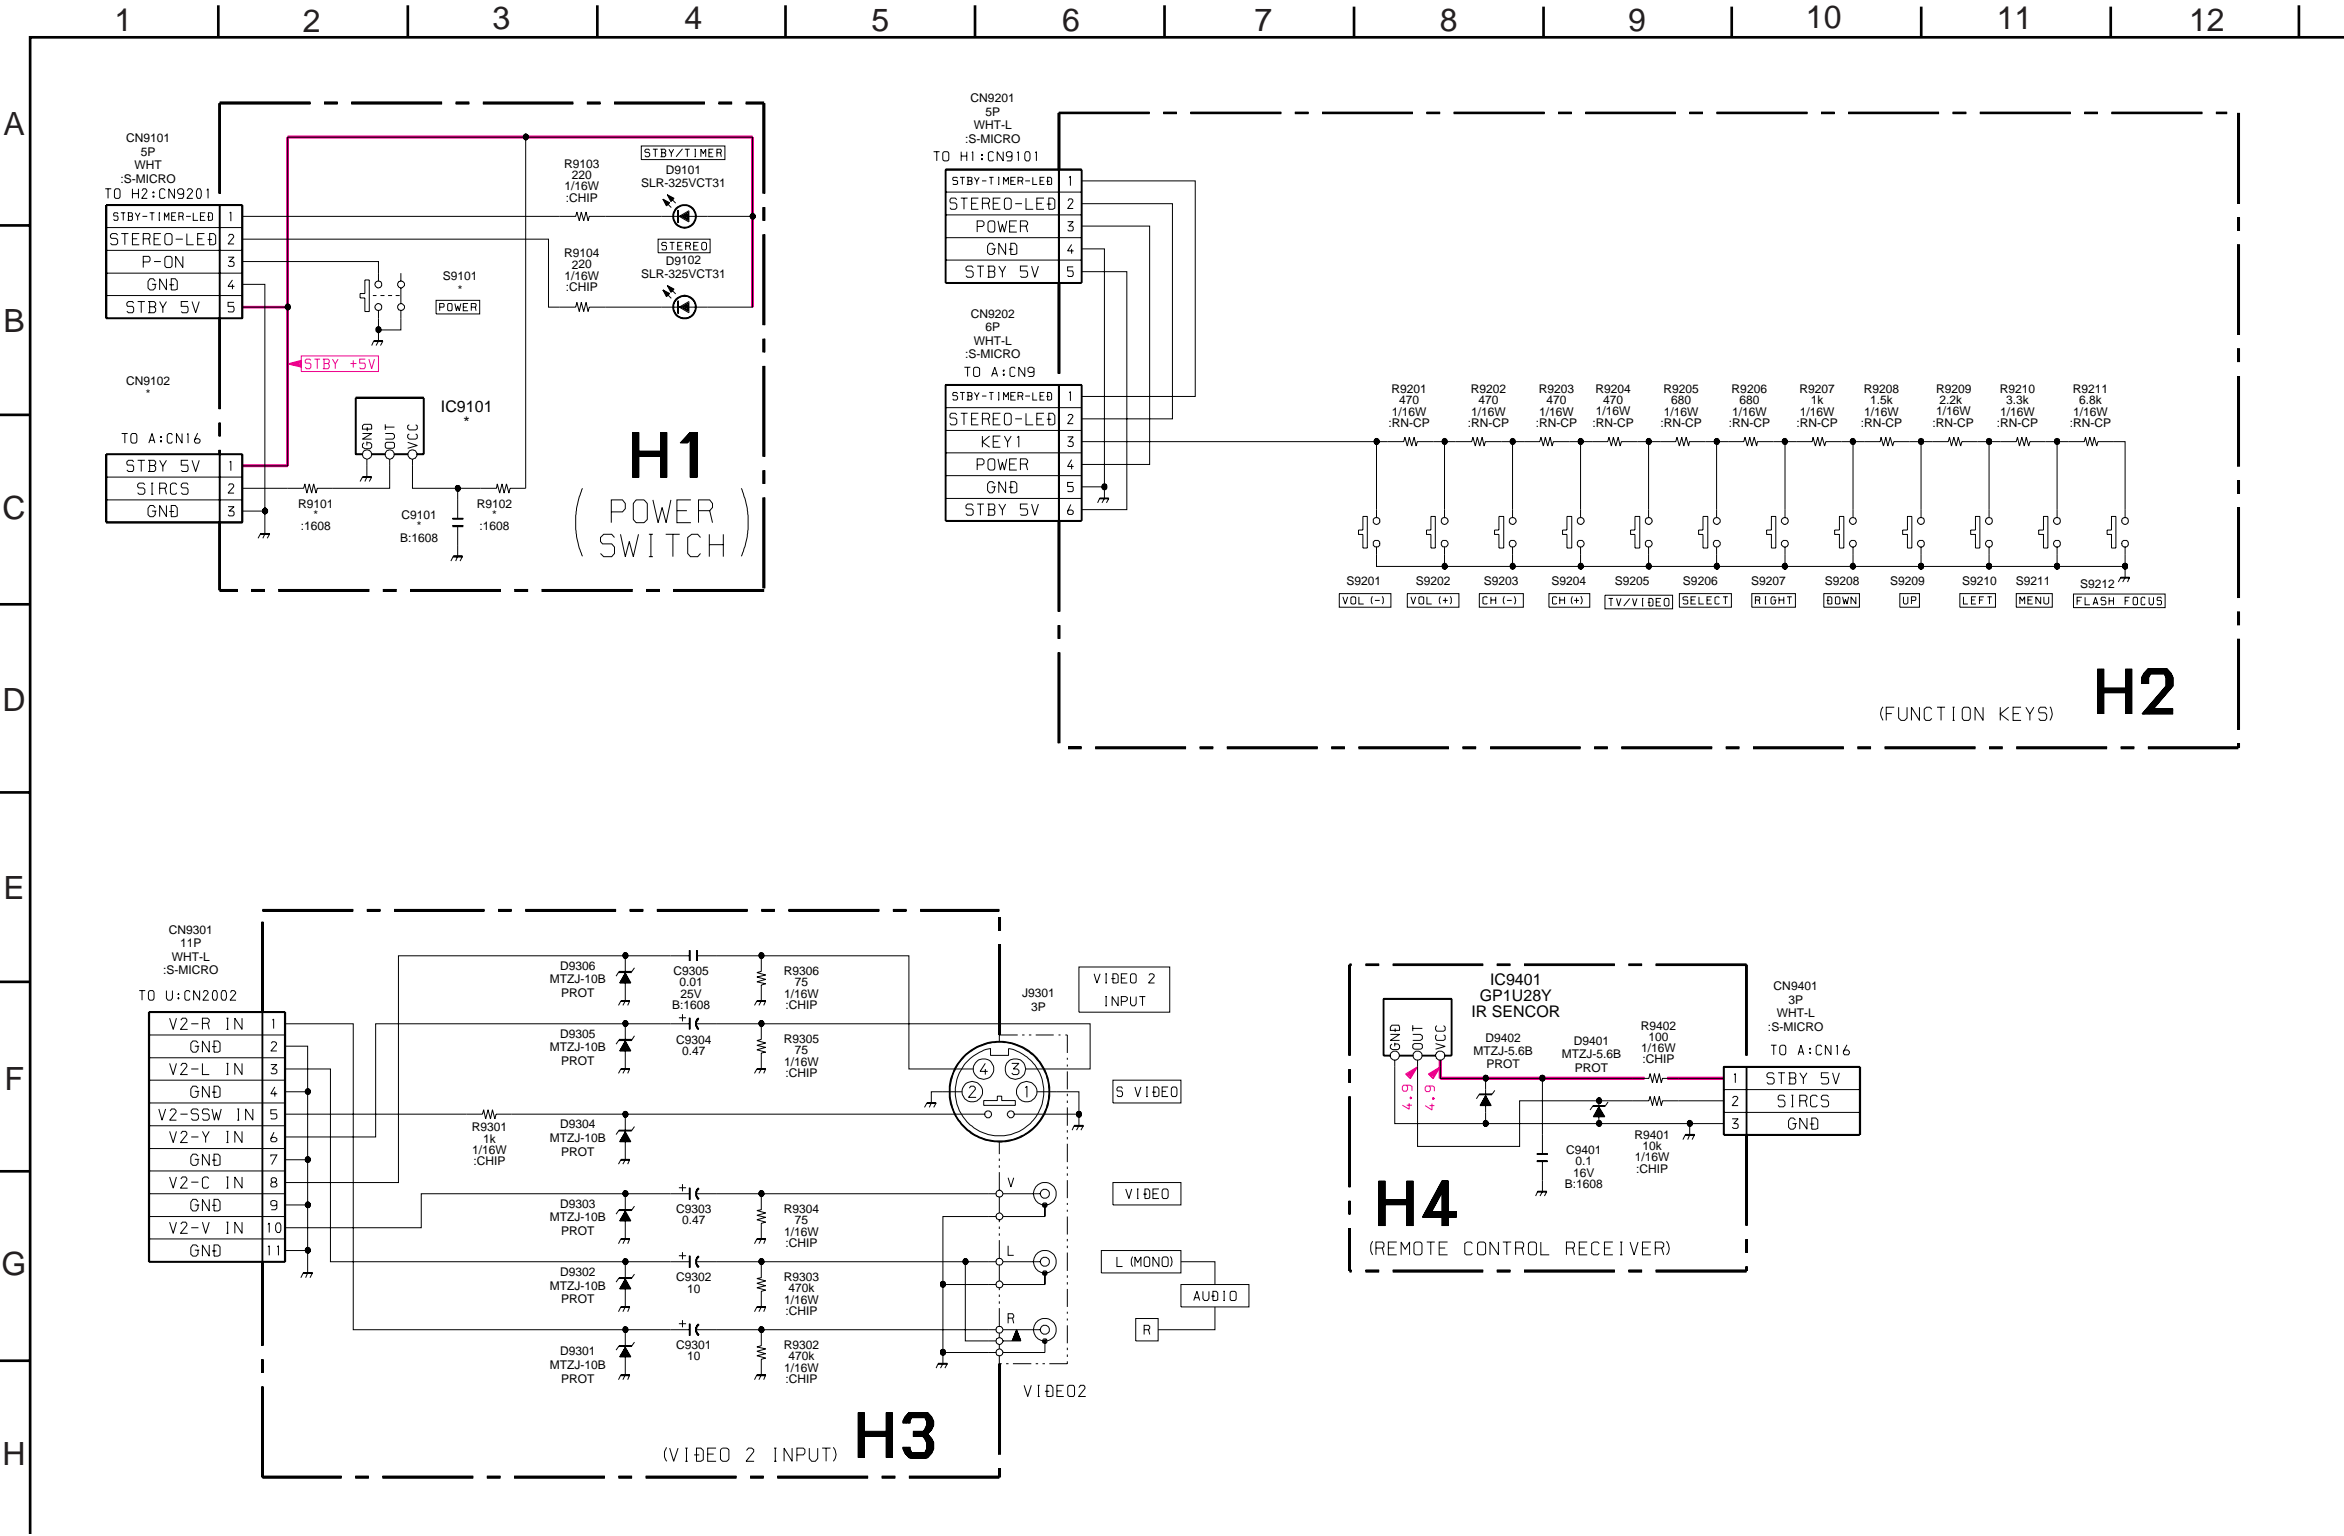 1 2 3 4 5 6 7 8 9 10 11 12
A
B
C
D
E
F
G
H
CN9101
5P
WHT
:S-MICRO
TO H2:CN9201
STBY-TIMER-LED 1
STEREO-LED 2
P-ON 3
GND 4
STBY 5V 5
CN9102
*
TO A:CN16
STBY 5V 1
SIRCS 2
GND 3
STBY +5V
S9101
*
POWER
IC9101
*
GND
OUT
VCC
R9101
*
:1608
C9101
*
B:1608
R9102
*
:1608
R9103
220
1/16W
:CHIP
STBY/TIMER
D9101
SLR-325VCT31
R9104
220
1/16W
:CHIP
STEREO
D9102
SLR-325VCT31
H1
(POWER
SWITCH)
CN9201
5P
WHT-L
:S-MICRO
TO H1:CN9101
STBY-TIMER-LED 1
STEREO-LED 2
POWER 3
GND 4
STBY 5V 5
CN9202
6P
WHT-L
:S-MICRO
TO A:CN9
STBY-TIMER-LED 1
STEREO-LED 2
KEY1 3
POWER 4
GND 5
STBY 5V 6
R9201
470
1/16W
:RN-CP
R9202
470
1/16W
:RN-CP
R9203
470
1/16W
:RN-CP
R9204
470
1/16W
:RN-CP
R9205
680
1/16W
:RN-CP
R9206
680
1/16W
:RN-CP
R9207
1k
1/16W
:RN-CP
R9208
1.5k
1/16W
:RN-CP
R9209
2.2k
1/16W
:RN-CP
R9210
3.3k
1/16W
:RN-CP
R9211
6.8k
1/16W
:RN-CP
S9201
VOL (-)
S9202
VOL (+)
S9203
CH (-)
S9204
CH (+)
S9205
TV/VIDEO
S9206
SELECT
S9207
RIGHT
S9208
DOWN
S9209
UP
S9210
LEFT
S9211
MENU
S9212
FLASH FOCUS
(FUNCTION KEYS)
H2
CN9301
11P
WHT-L
:S-MICRO
TO U:CN2002
V2-R IN 1
GND 2
V2-L IN 3
GND 4
V2-SSW IN 5
V2-Y IN 6
GND 7
V2-C IN 8
GND 9
V2-V IN 10
GND 11
D9306
MTZJ-10B
PROT
C9305
0.01
25V
B:1608
R9306
75
1/16W
:CHIP
D9305
MTZJ-10B
PROT
+
C9304
0.47
R9305
75
1/16W
:CHIP
R9301
1k
1/16W
:CHIP
D9304
MTZJ-10B
PROT
D9303
MTZJ-10B
PROT
+
C9303
0.47
R9304
75
1/16W
:CHIP
D9302
MTZJ-10B
PROT
+
C9302
10
R9303
470k
1/16W
:CHIP
D9301
MTZJ-10B
PROT
+
C9301
10
R9302
470k
1/16W
:CHIP
J9301
3P
VIDEO 2
INPUT
4 3
2 1
S VIDEO
V
VIDEO
L
L (MONO)
AUDIO
R
R
VIDEO2
(VIDEO 2 INPUT)
H3
IC9401
GP1U28Y
IR SENCOR
GND
OUT
VCC
4.9
4.9
D9402
MTZJ-5.6B
PROT
D9401
MTZJ-5.6B
PROT
R9402
100
1/16W
:CHIP
CN9401
3P
WHT-L
:S-MICRO
TO A:CN16
1 STBY 5V
2 SIRCS
3 GND
C9401
0.1
16V
B:1608
R9401
10k
1/16W
:CHIP
H4
(REMOTE CONTROL RECEIVER)